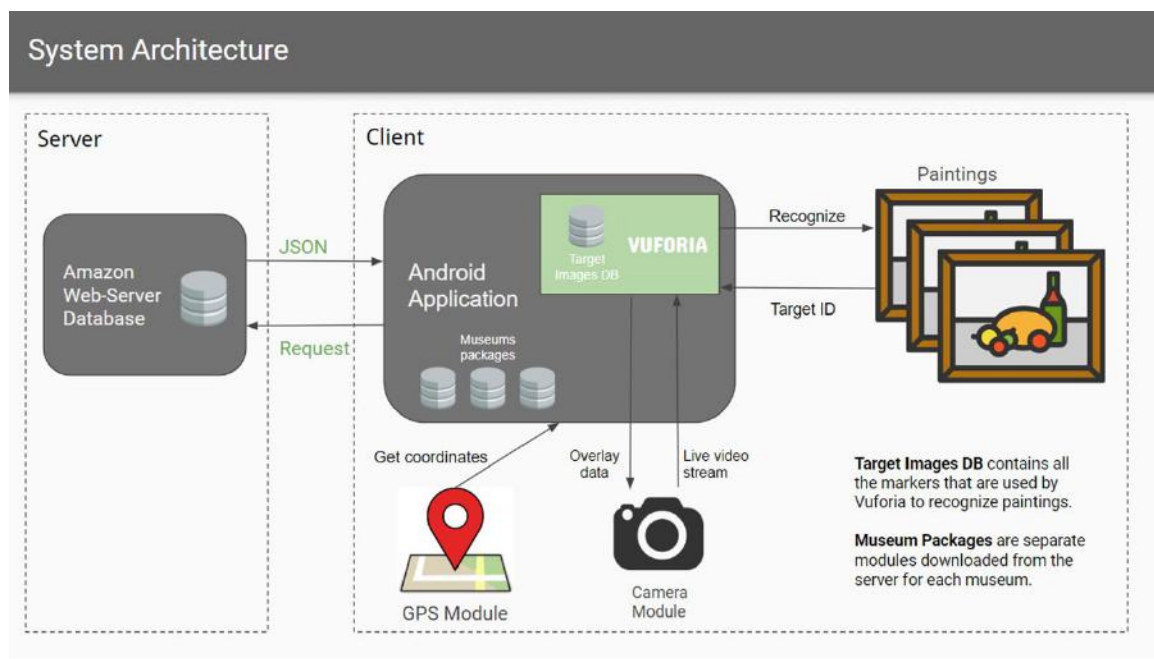 System Architecture
Server
Amazon
Web-Server
Database
JSON
Request
Client
Android
Application
Target
Images DB
VUFORIA
Museums
packages
Recognize
Target ID
Paintings
Get coordinates
GPS Module
Overlay
data
Live video
stream
Camera
Module
Target Images DB contains all
the markers that are used by
Vuforia to recognize paintings.
Museum Packages are separate
modules downloaded from the
server for each museum.